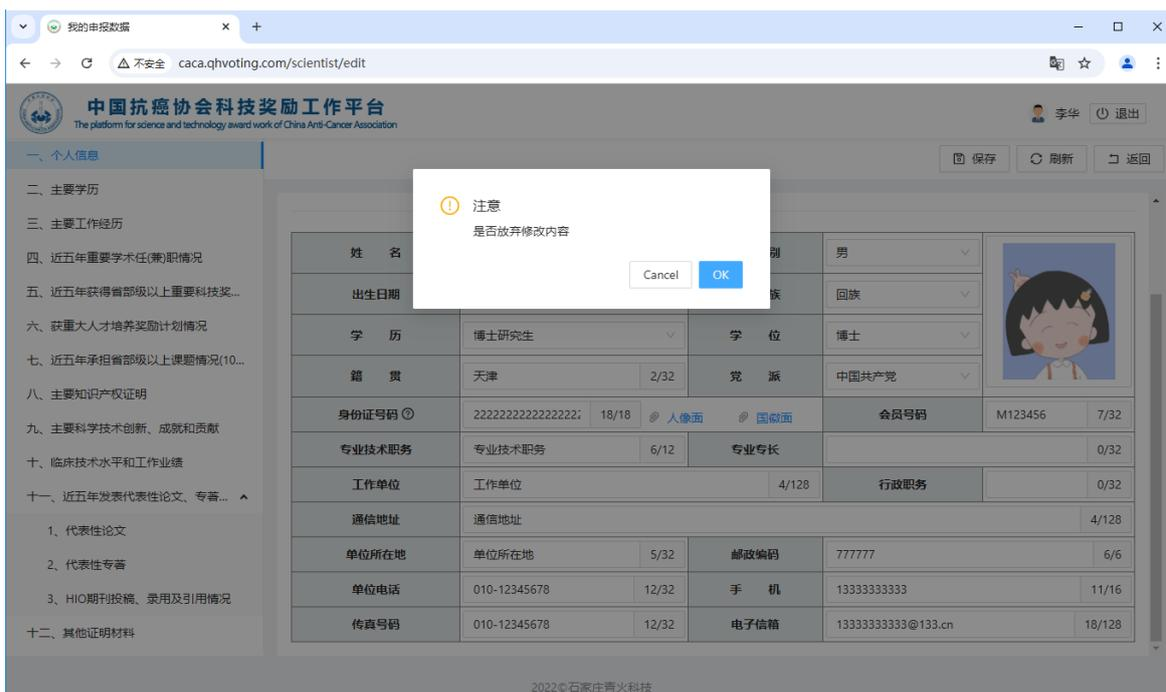 我的申报数据
不安全 caca.qhvoting.com/scientist/edit
中国抗癌协会科技奖励工作平台
The platform for science and technology award work of China Anti-Cancer Association
李华 退出
一、个人信息
保存 刷新 返回
二、主要学历
三、主要工作经历
四、近五年重要学术任(兼)职情况
五、近五年获得省部级以上重要科技奖...
六、获重大人才培养奖励计划情况
七、近五年承担省部级以上课题情况(10...
八、主要知识产权证明
九、主要科学技术创新、成就和贡献
十、临床技术水平和工作业绩
十一、近五年发表代表性论文、专著...
1、代表性论文
2、代表性专著
3、HIO期刊投稿、录用及引用情况
十二、其他证明材料
注意
是否放弃修改内容
Cancel OK
姓 名 别 男
出生日期 族 回族
学 历 博士研究生 学 位 博士
籍 贯 天津 2/32 党 派 中国共产党
身份证号码 222222222222222222 18/18 人像面 国徽面 会员号码 M123456 7/32
专业技术职务 专业技术职务 6/12 专业专长 0/32
工作单位 工作单位 4/128 行政职务 0/32
通信地址 通信地址 4/128
单位所在地 单位所在地 5/32 邮政编码 777777 6/6
单位电话 010-12345678 12/32 手 机 13333333333 11/16
传真号码 010-12345678 12/32 电子信箱 13333333333@133.cn 18/128
2022©石家庄青火科技